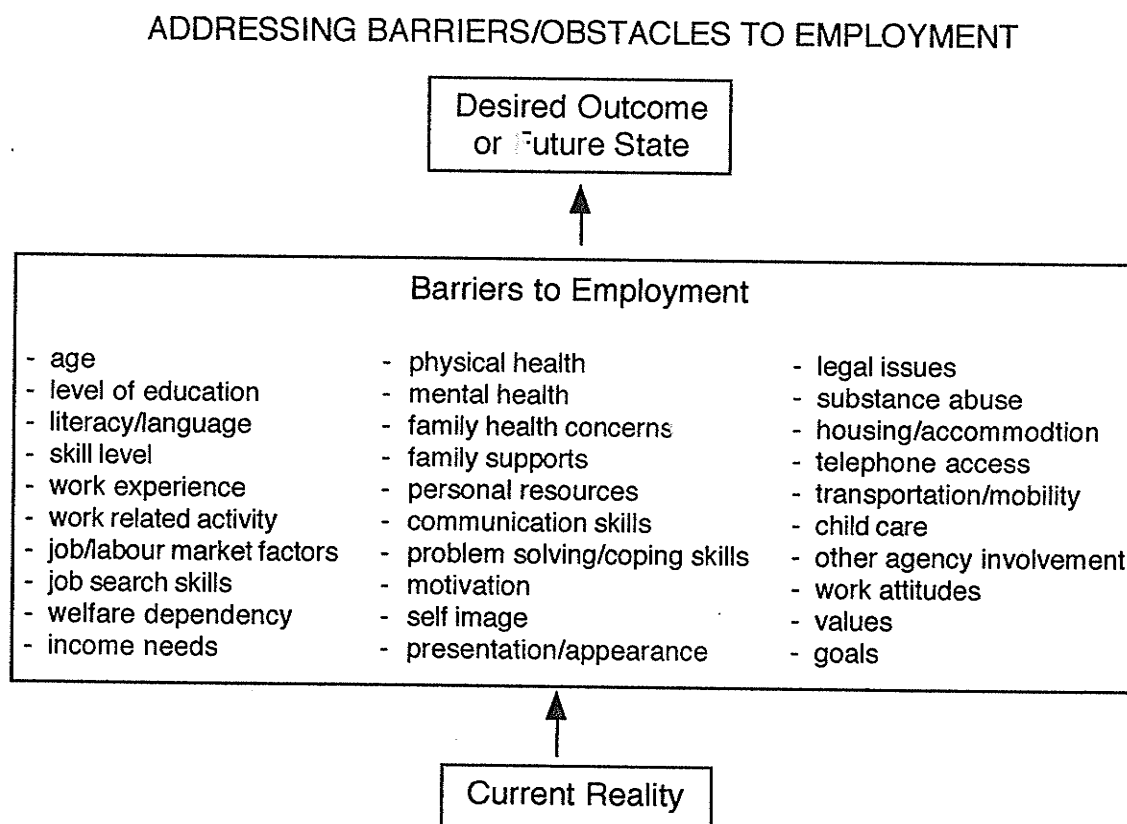 ADDRESSING BARRIERS/OBSTACLES TO EMPLOYMENT
Desired Outcome
or Future State
Barriers to Employment
- age
- level of education
- literacy/language
- skill level
- work experience
- work related activity
- job/labour market factors
- job search skills
- welfare dependency
- income needs
- physical health
- mental health
- family health concerns
- family supports
- personal resources
- communication skills
- problem solving/coping skills
- motivation
- self image
- presentation/appearance
- legal issues
- substance abuse
- housing/accommodtion
- telephone access
- transportation/mobility
- child care
- other agency involvement
- work attitudes
- values
- goals
Current Reality